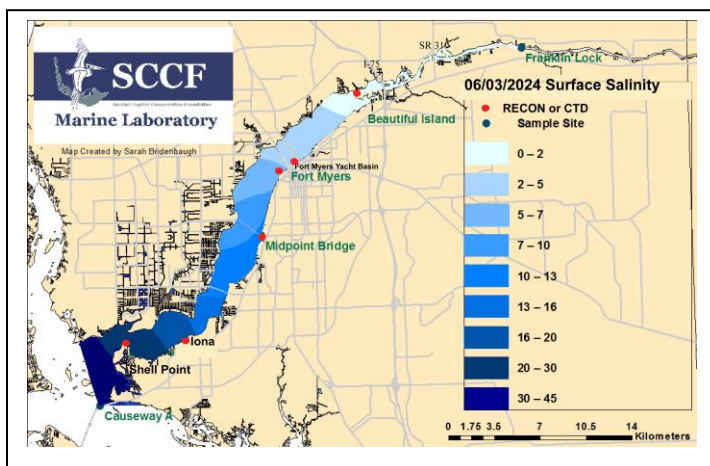 SCCF
Sanibel-Captiva Conservation Foundation
Marine Laboratory
Map Created by Sarah Bridenbaugh
SR 31
I-75
Franklin Lock
06/03/2024 Surface Salinity
RECON or CTD
Sample Site
Beautiful Island
Fort Myers Yacht Basin
Fort Myers
Midpoint Bridge
Iona
Shell Point
Causeway A
0 – 2
2 – 5
5 – 7
7 – 10
10 – 13
13 – 16
16 – 20
20 – 30
30 – 45
0 1.75 3.5 7 10.5 14
Kilometers